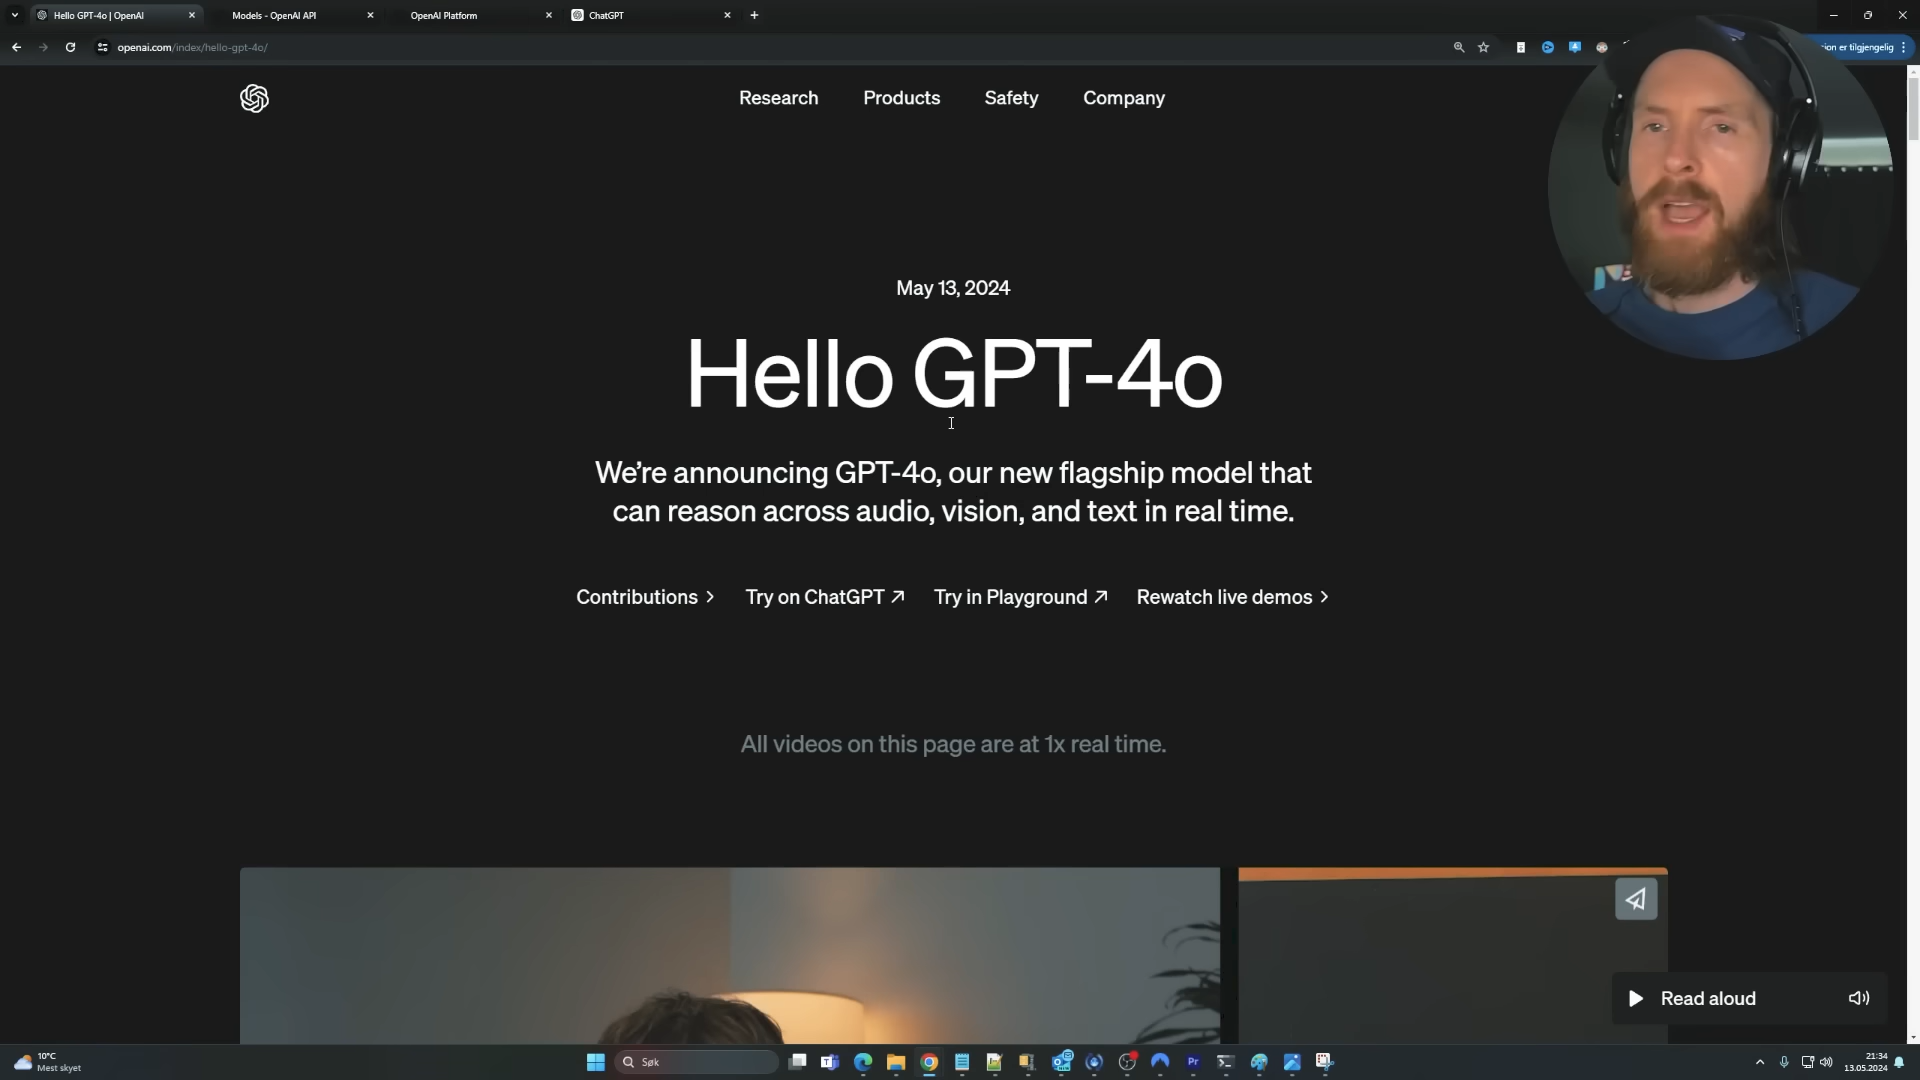 Hello GPT-4o | OpenAI
Models - OpenAI API
OpenAI Platform
ChatGPT
openai.com/index/hello-gpt-4o/
sjon er tilgjengelig
Research
Products
Safety
Company
May 13, 2024
Hello GPT-4o
We're announcing GPT-4o, our new flagship model that
can reason across audio, vision, and text in real time.
Contributions >
Try on ChatGPT ↗
Try in Playground ↗
Rewatch live demos >
All videos on this page are at 1x real time.
Read aloud
10°C
Mest skyet
Søk
21:34
13.05.2024